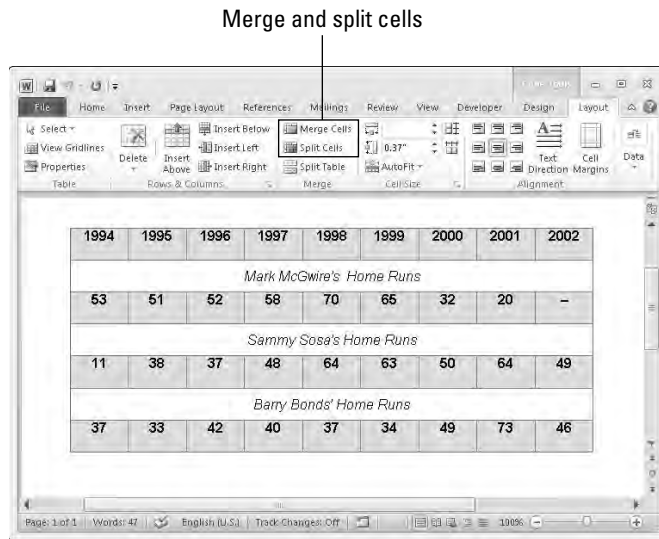 Merge and split cells
W
File Home Insert Page Layout References Mailings Review View Developer Design Layout
Select Insert Below Merge Cells
View Gridlines Delete Insert Above Insert Left Split Cells 0.37" Text Direction Cell Margins Data
Properties Insert Right Split Table AutoFit
Table Rows & Columns Merge Cell Size Alignment
1994 1995 1996 1997 1998 1999 2000 2001 2002
Mark McGwire's Home Runs
53 51 52 58 70 65 32 20 –
Sammy Sosa's Home Runs
11 38 37 48 64 63 50 64 49
Barry Bonds' Home Runs
37 33 42 40 37 34 49 73 46
Page: 1 of 1 Words: 47 English (U.S.) Track Changes: Off 100%